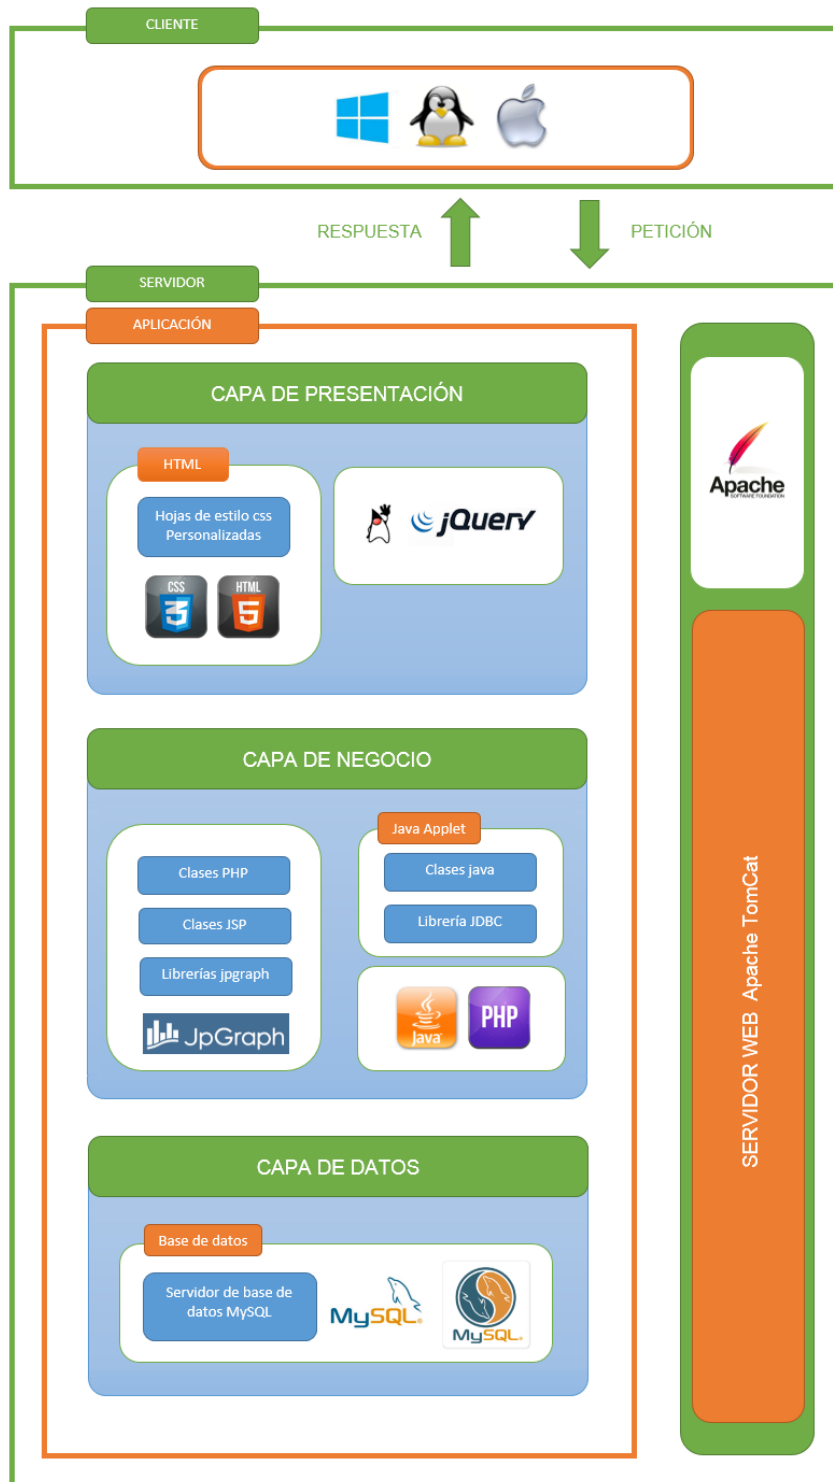 CLIENTE
RESPUESTA
PETICIÓN
SERVIDOR
APLICACIÓN
CAPA DE PRESENTACIÓN
HTML
Hojas de estilo css
Personalizadas
CSS
3
HTML
5
jQuery
Apache
SOFTWARE FOUNDATION
CAPA DE NEGOCIO
Clases PHP
Clases JSP
Librerías jpgraph
JpGraph
Java Applet
Clases java
Librería JDBC
Java
PHP
SERVIDOR WEB Apache TomCat
CAPA DE DATOS
Base de datos
Servidor de base de
datos MySQL
MySQL®
MySQL®